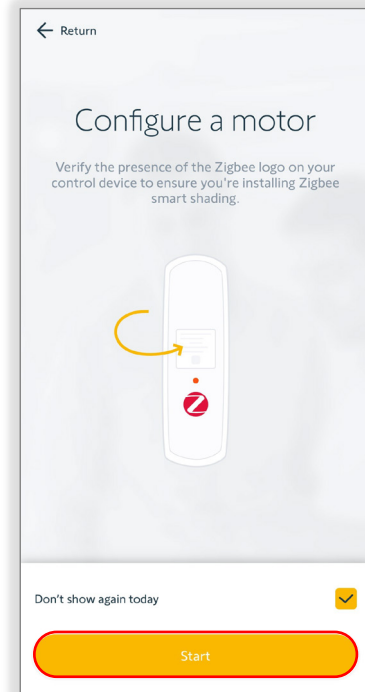 Return
Configure a motor
Verify the presence of the Zigbee logo on your
control device to ensure you're installing Zigbee
smart shading.
Don't show again today
Start